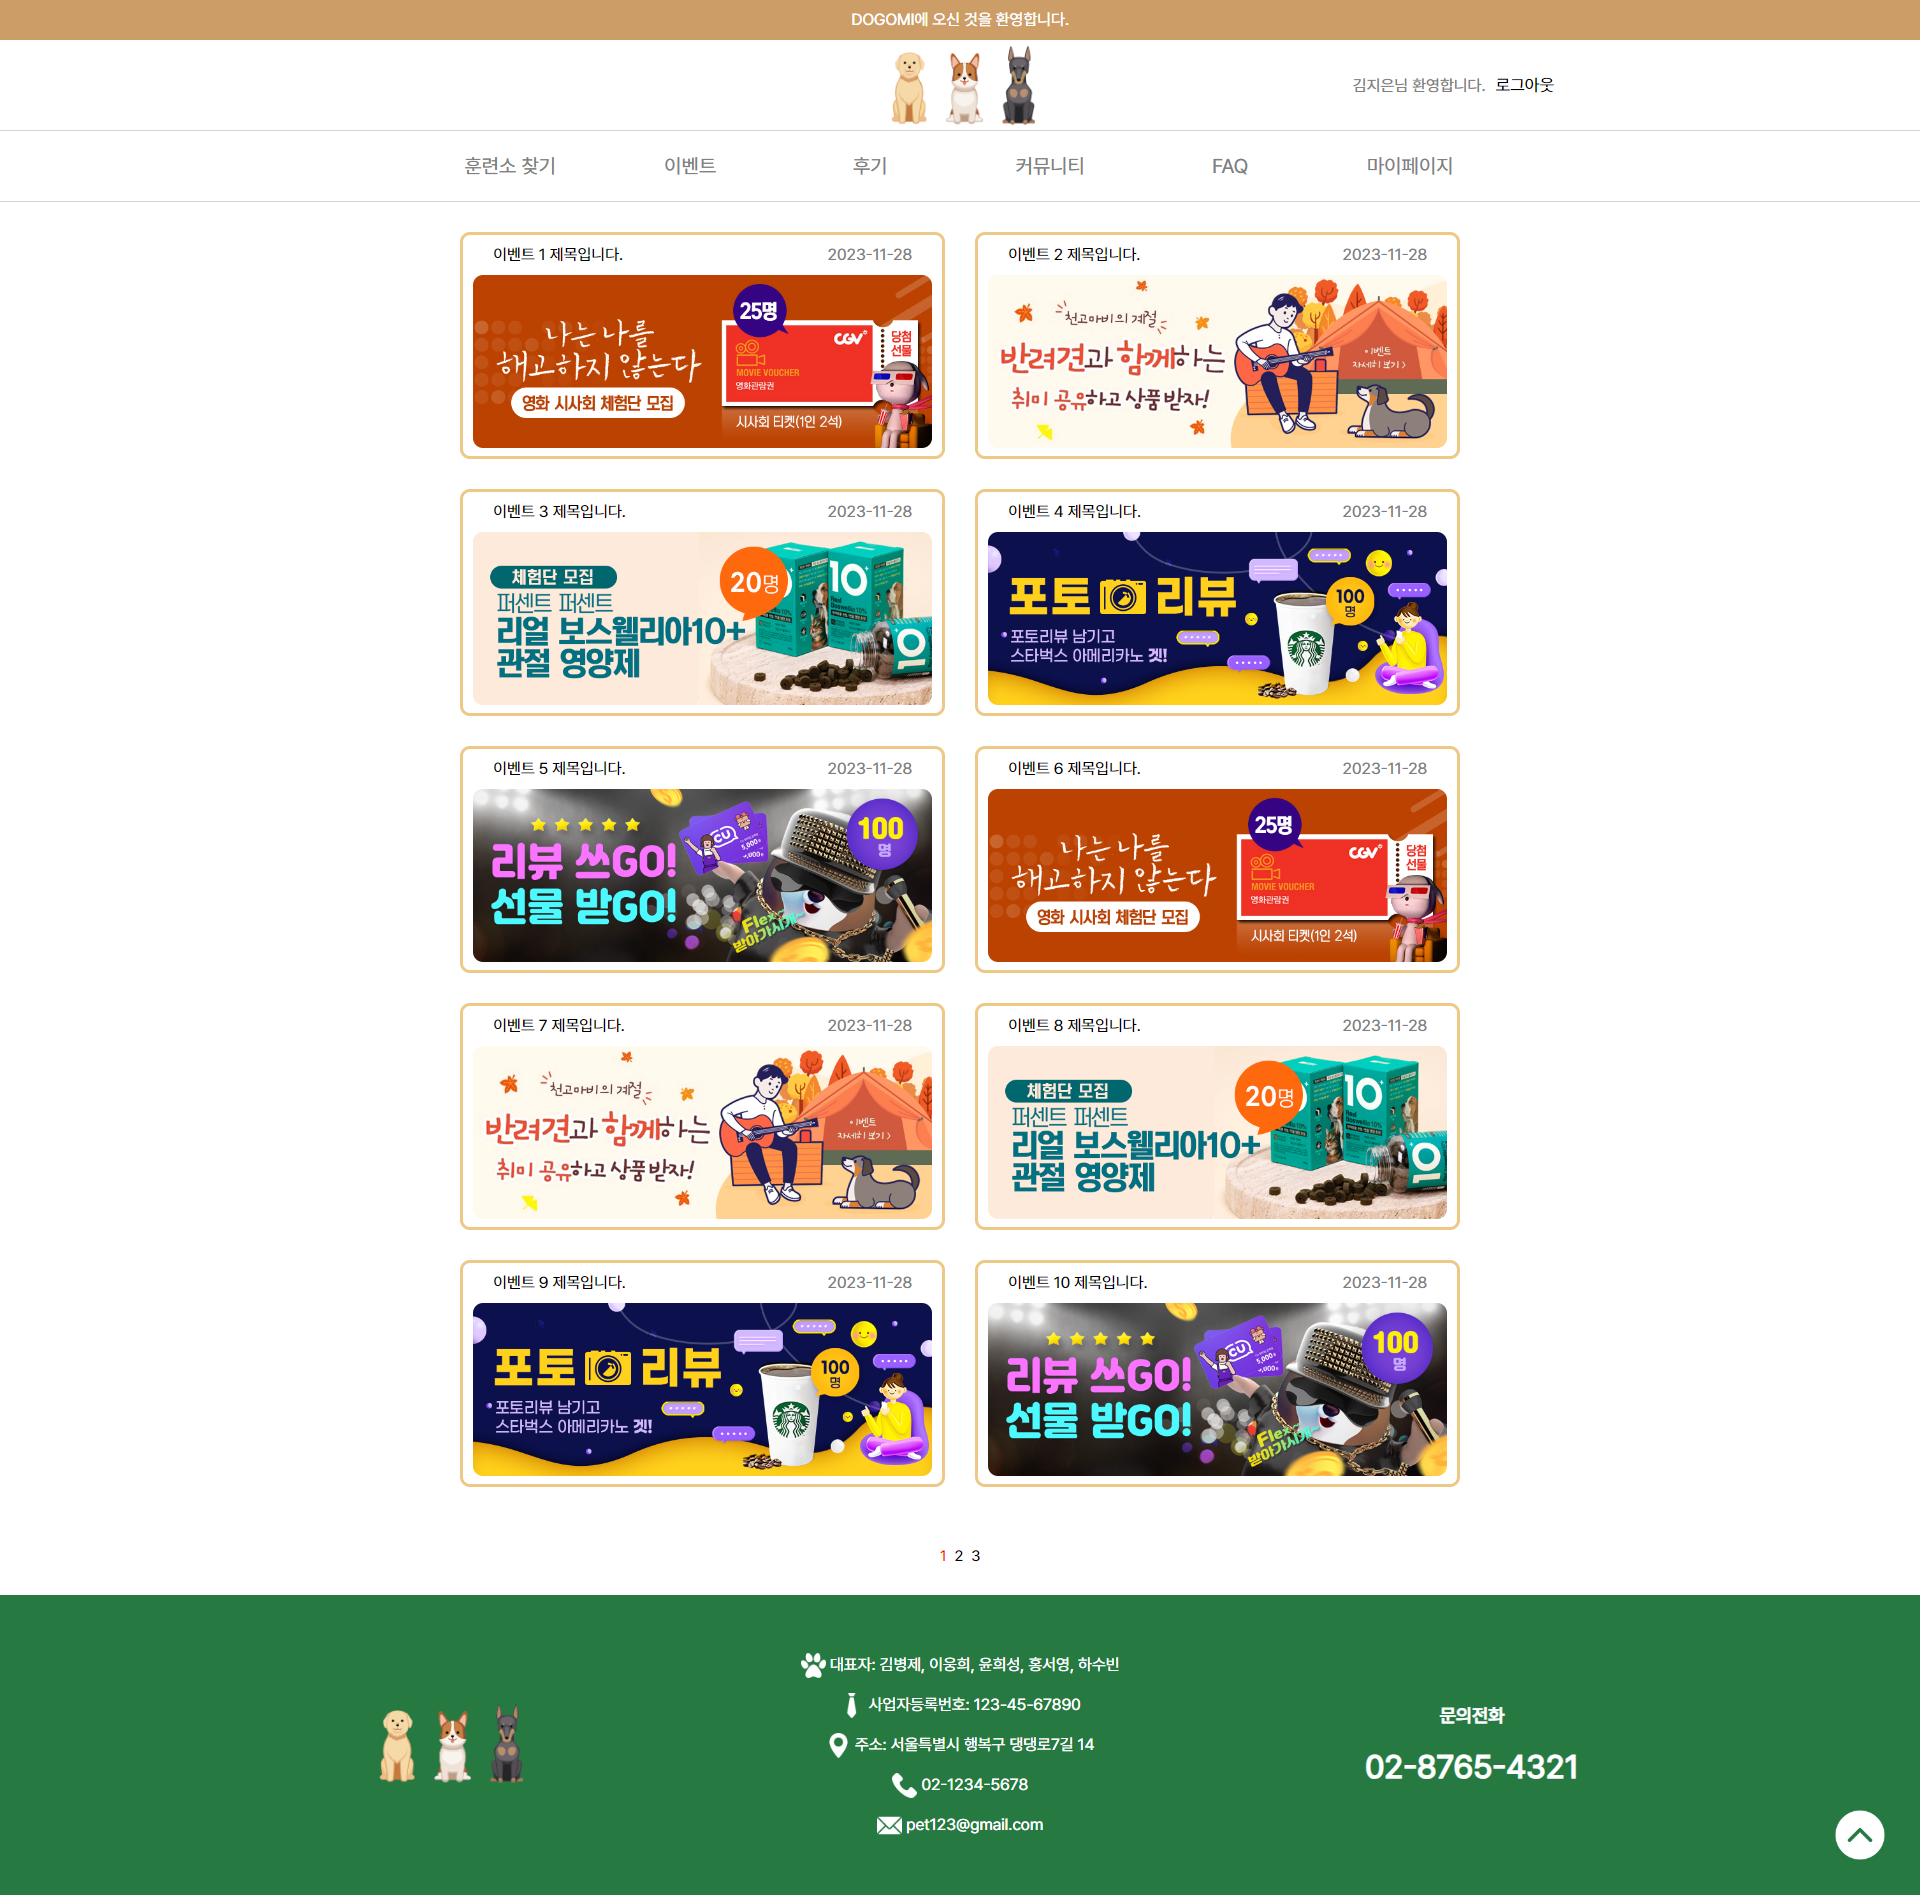 DOGOMI에 오신 것을 환영합니다.
김지은님 환영합니다. 로그아웃
훈련소 찾기 이벤트 후기 커뮤니티 FAQ 마이페이지
이벤트 1 제목입니다. 2023-11-28
나는 나를
해고하지 않는다
영화 시사회 체험단 모집
25명
CGV
MOVIE VOUCHER
영화관람권
당첨
선물
시사회 티켓(1인 2석)
이벤트 2 제목입니다. 2023-11-28
천고마비의 계절
반려견과 함께하는
취미 공유하고 상품 받자!
이벤트
자세히 보기 >
이벤트 3 제목입니다. 2023-11-28
체험단 모집
퍼센트 퍼센트
리얼 보스웰리아10+
관절 영양제
20명
10+
Real
Boswellia 10%
10
이벤트 4 제목입니다. 2023-11-28
포토 리뷰
포토리뷰 남기고
스타벅스 아메리카노 겟!
100
명
이벤트 5 제목입니다. 2023-11-28
리뷰 쓰GO!
선물 받GO!
CU
5,000원
100
명
Flex~
받아가시개~
이벤트 6 제목입니다. 2023-11-28
나는 나를
해고하지 않는다
영화 시사회 체험단 모집
25명
CGV
MOVIE VOUCHER
영화관람권
당첨
선물
시사회 티켓(1인 2석)
이벤트 7 제목입니다. 2023-11-28
천고마비의 계절
반려견과 함께하는
취미 공유하고 상품 받자!
이벤트
자세히 보기 >
이벤트 8 제목입니다. 2023-11-28
체험단 모집
퍼센트 퍼센트
리얼 보스웰리아10+
관절 영양제
20명
10+
Real
Boswellia 10%
10
이벤트 9 제목입니다. 2023-11-28
포토 리뷰
포토리뷰 남기고
스타벅스 아메리카노 겟!
100
명
이벤트 10 제목입니다. 2023-11-28
리뷰 쓰GO!
선물 받GO!
CU
5,000원
100
명
Flex~
받아가시개~
1 2 3
대표자: 김병제, 이웅희, 윤희성, 홍서영, 하수빈
사업자등록번호: 123-45-67890
주소: 서울특별시 행복구 댕댕로7길 14
02-1234-5678
pet123@gmail.com
문의전화
02-8765-4321